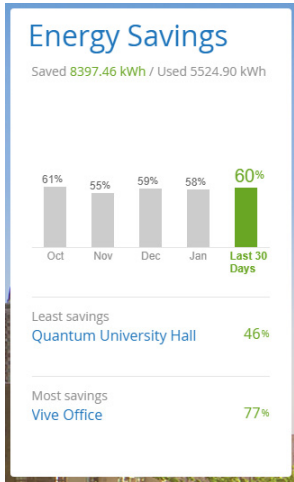 Energy Savings
Saved 8397.46 kWh / Used 5524.90 kWh
61% 55% 59% 58% 60%
Oct Nov Dec Jan Last 30
Days
Least savings
Quantum University Hall 46%
Most savings
Vive Office 77%